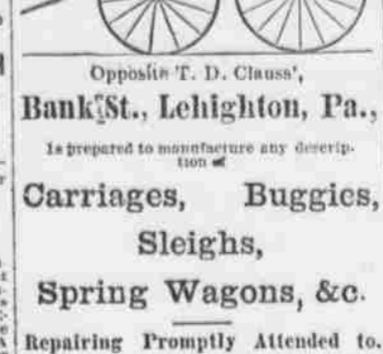 Opposite T. D. Clauss',
Bank St., Lehighton, Pa.,
Is prepared to manufacture any descrip-
tion of
Carriages, Buggies,
Sleighs,
Spring Wagons, &c.
Repairing Promptly Attended to.